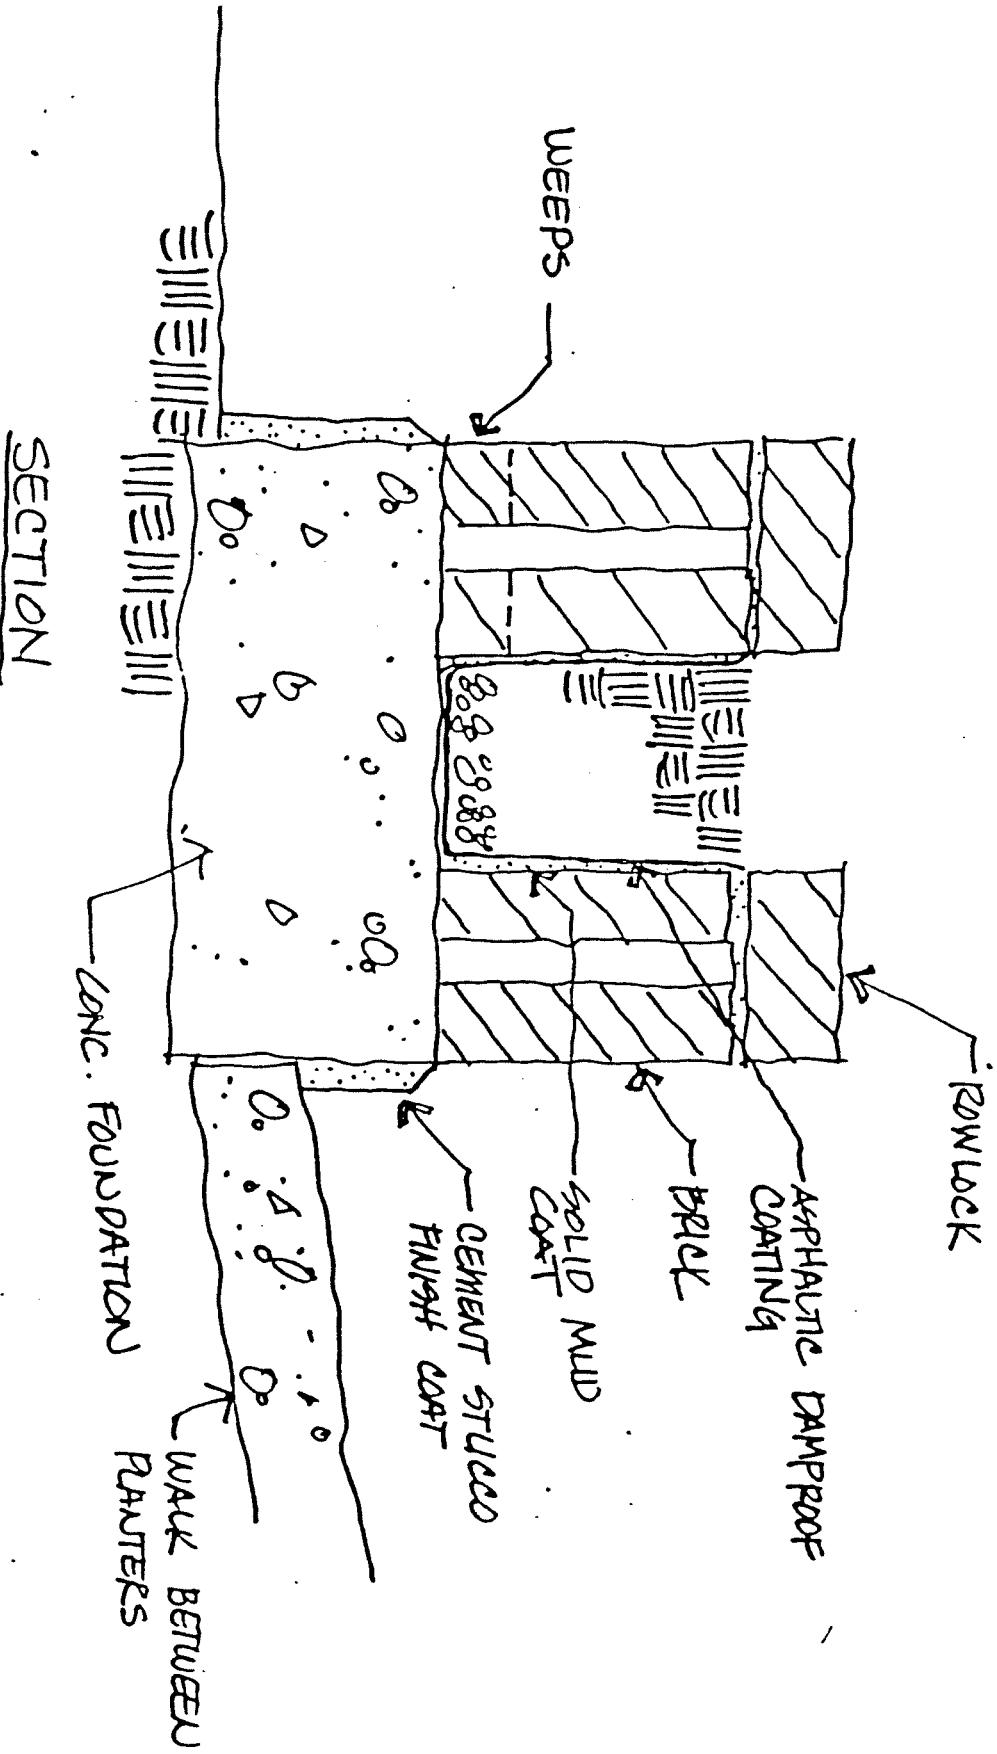 ROWLOCK
ASPHALTIC DAMPROOF
COATING
BRICK
SOLID MUD
COAT
CEMENT STUCCO
FINISH COAT
WEEPS
CONC. FOUNDATION
WALK BETWEEN
PLANTERS
SECTION